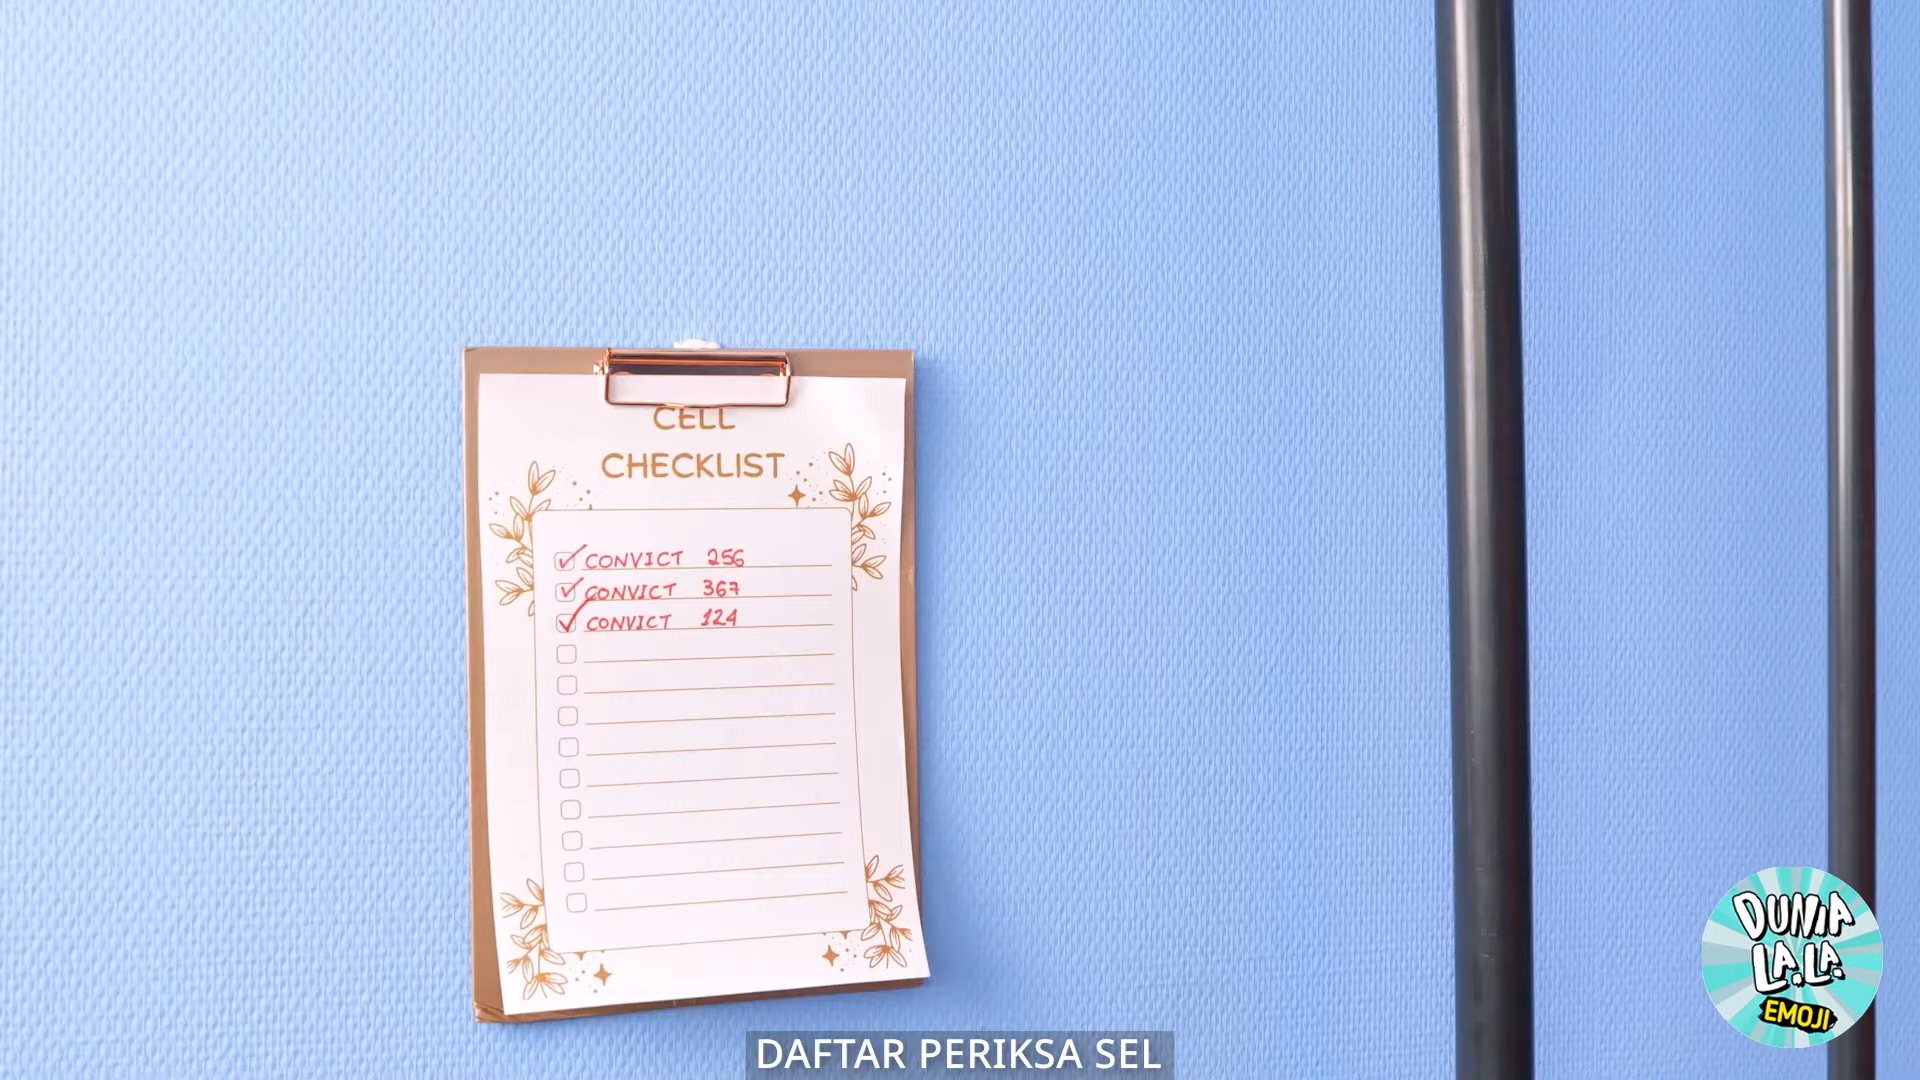 CELL
CHECKLIST
CONVICT 256
CONVICT 367
CONVICT 124
DUNIA
LA.LA.
EMOJI
DAFTAR PERIKSA SEL